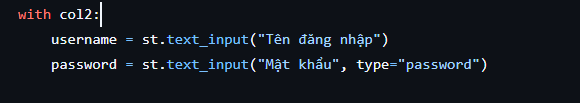 with col2:
username = st.text_input("Tên đăng nhập")
password = st.text_input("Mật khẩu", type="password")